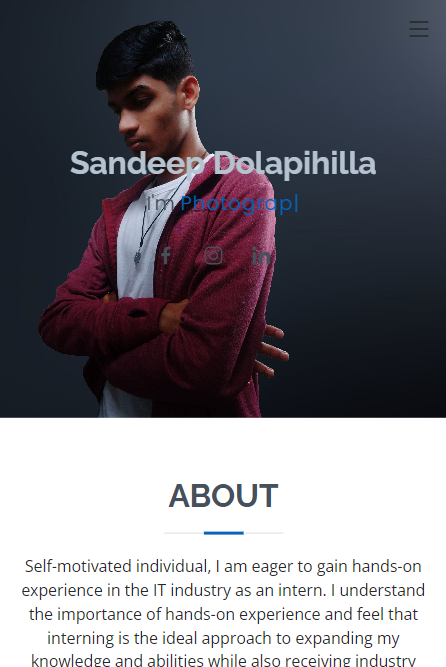 Sandeep Dolapihilla
I'm Photograpl
ABOUT
Self-motivated individual, I am eager to gain hands-on
experience in the IT industry as an intern. I understand
the importance of hands-on experience and feel that
interning is the ideal approach to expanding my
knowledge and abilities while also receiving industry